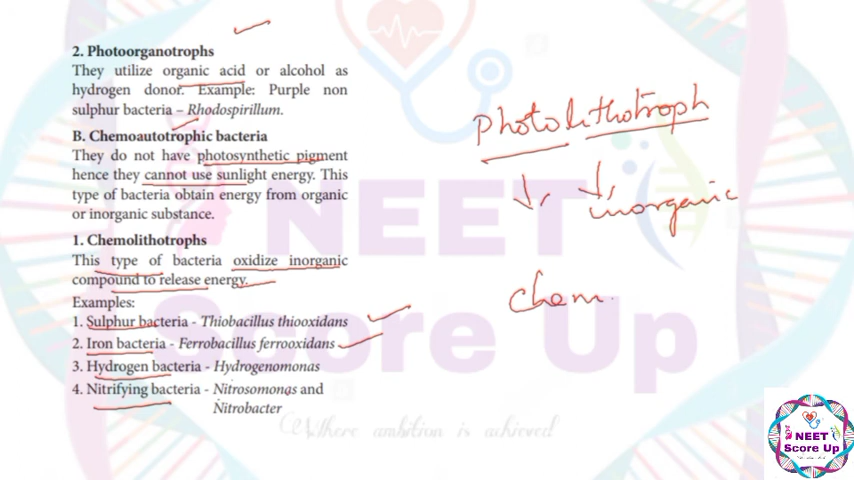 2. Photoorganotrophs
They utilize organic acid or alcohol as
hydrogen donor. Example: Purple non
sulphur bacteria – Rhodospirillum.
B. Chemoautotrophic bacteria
They do not have photosynthetic pigment
hence they cannot use sunlight energy. This
type of bacteria obtain energy from organic
or inorganic substance.
1. Chemolithotrophs
This type of bacteria oxidize inorganic
compound to release energy.
Examples:
1. Sulphur bacteria - Thiobacillus thiooxidans
2. Iron bacteria - Ferrobacillus ferrooxidans
3. Hydrogen bacteria - Hydrogenomonas
4. Nitrifying bacteria - Nitrosomonas and
Nitrobacter
Photolithotroph
inorganic
chem
NEET
Score Up
Where ambition is achieved
NEET
Score Up